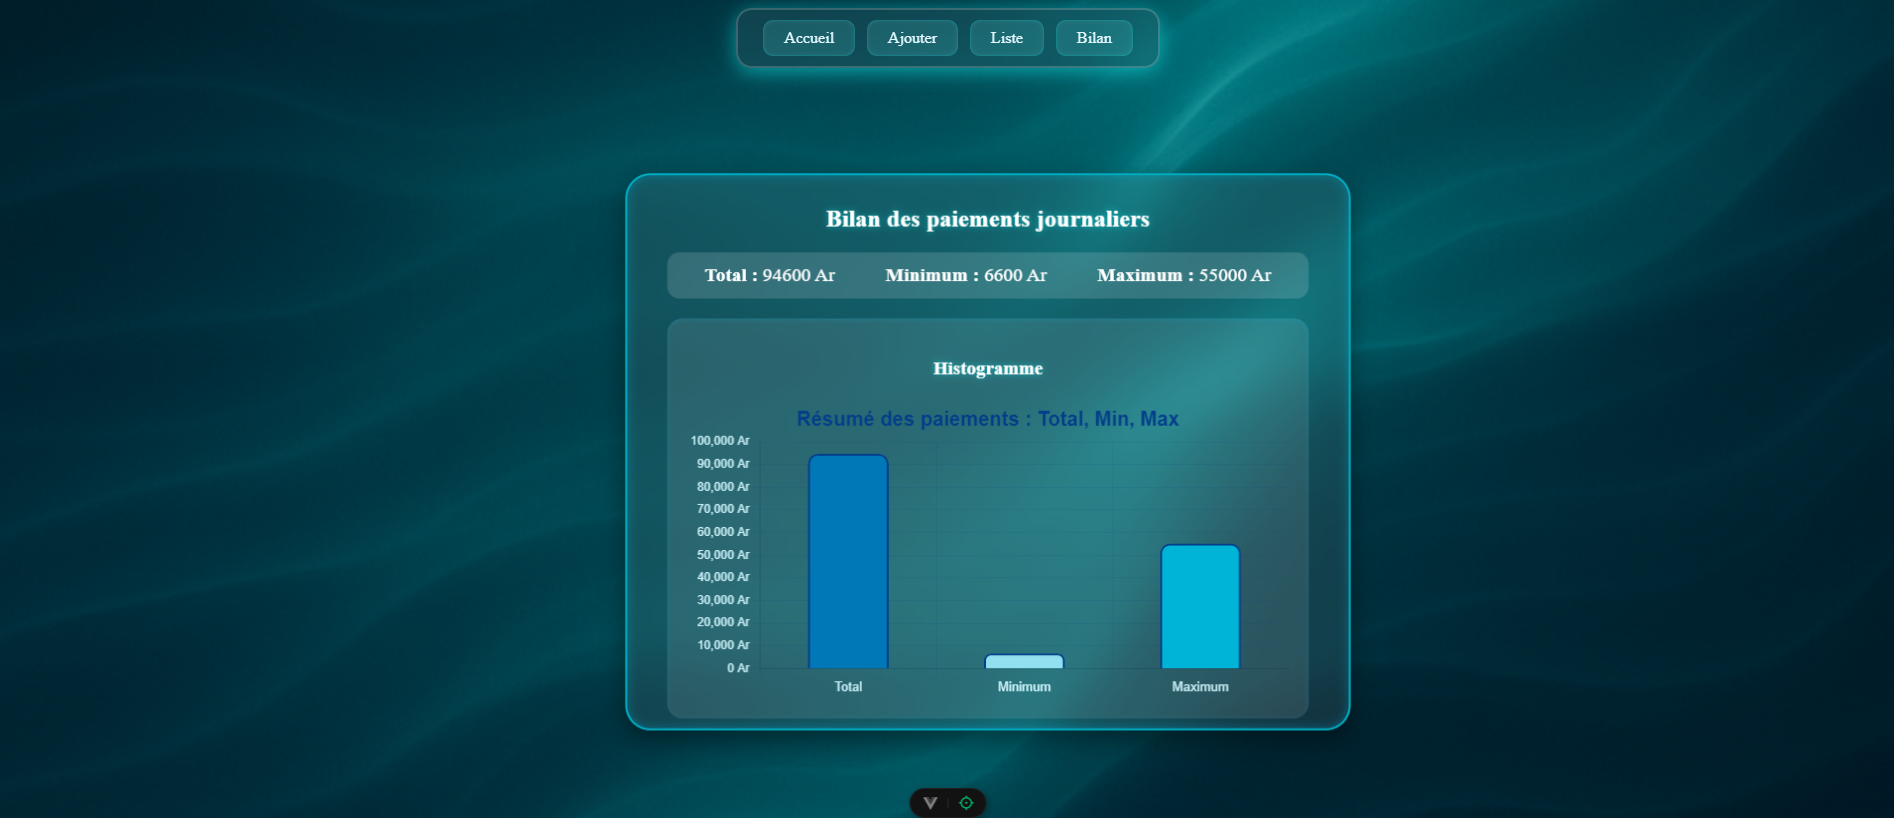 Accueil Ajouter Liste Bilan
Bilan des paiements journaliers
Total : 94600 Ar Minimum : 6600 Ar Maximum : 55000 Ar
Histogramme
Résumé des paiements : Total, Min, Max
100,000 Ar
90,000 Ar
80,000 Ar
70,000 Ar
60,000 Ar
50,000 Ar
40,000 Ar
30,000 Ar
20,000 Ar
10,000 Ar
0 Ar
Total Minimum Maximum